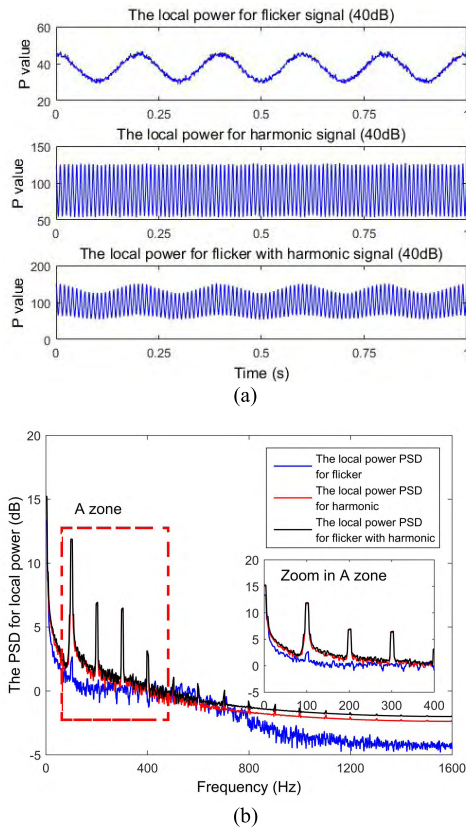 The local power for flicker signal (40dB)
60
40
20
P value
0 0.25 0.5 0.75 1
The local power for harmonic signal (40dB)
150
100
50
P value
0 0.25 0.5 0.75 1
The local power for flicker with harmonic signal (40dB)
200
100
0
P value
0 0.25 0.5 0.75 1
Time (s)
(a)
20
15
10
5
0
-5
The PSD for local power (dB)
A zone
The local power PSD
for flicker
The local power PSD
for harmonic
The local power PSD
for flicker with harmonic
20
15
10
5
0
-5
Zoom in A zone
0 100 200 300 400
0 400 800 1200 1600
Frequency (Hz)
(b)